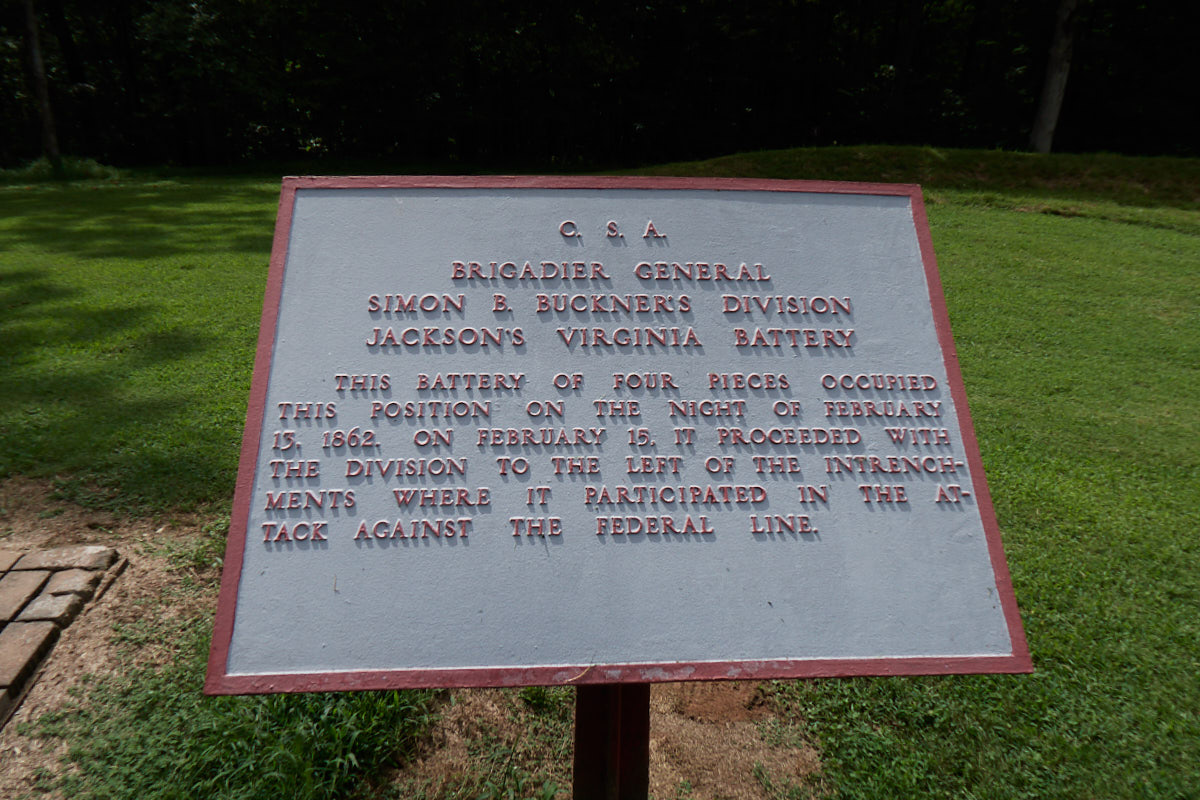 C. S. A.
BRIGADIER GENERAL
SIMON B. BUCKNER'S DIVISION
JACKSON'S VIRGINIA BATTERY
THIS BATTERY OF FOUR PIECES OCCUPIED
THIS POSITION ON THE NIGHT OF FEBRUARY
13, 1862. ON FEBRUARY 15, IT PROCEEDED WITH
THE DIVISION TO THE LEFT OF THE INTRENCH-
MENTS WHERE IT PARTICIPATED IN THE AT-
TACK AGAINST THE FEDERAL LINE.